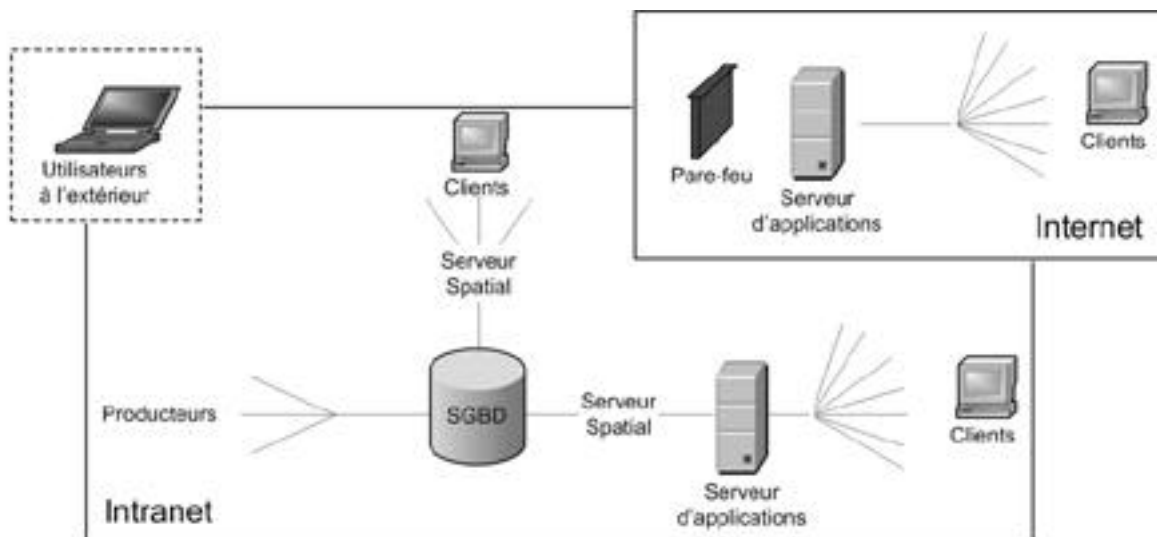 Utilisateurs
à l'extérieur
Clients
Serveur
Spatial
Pare-feu
Serveur
d'applications
Clients
Internet
Producteurs
SGBD
Serveur
Spatial
Serveur
d'applications
Clients
Intranet